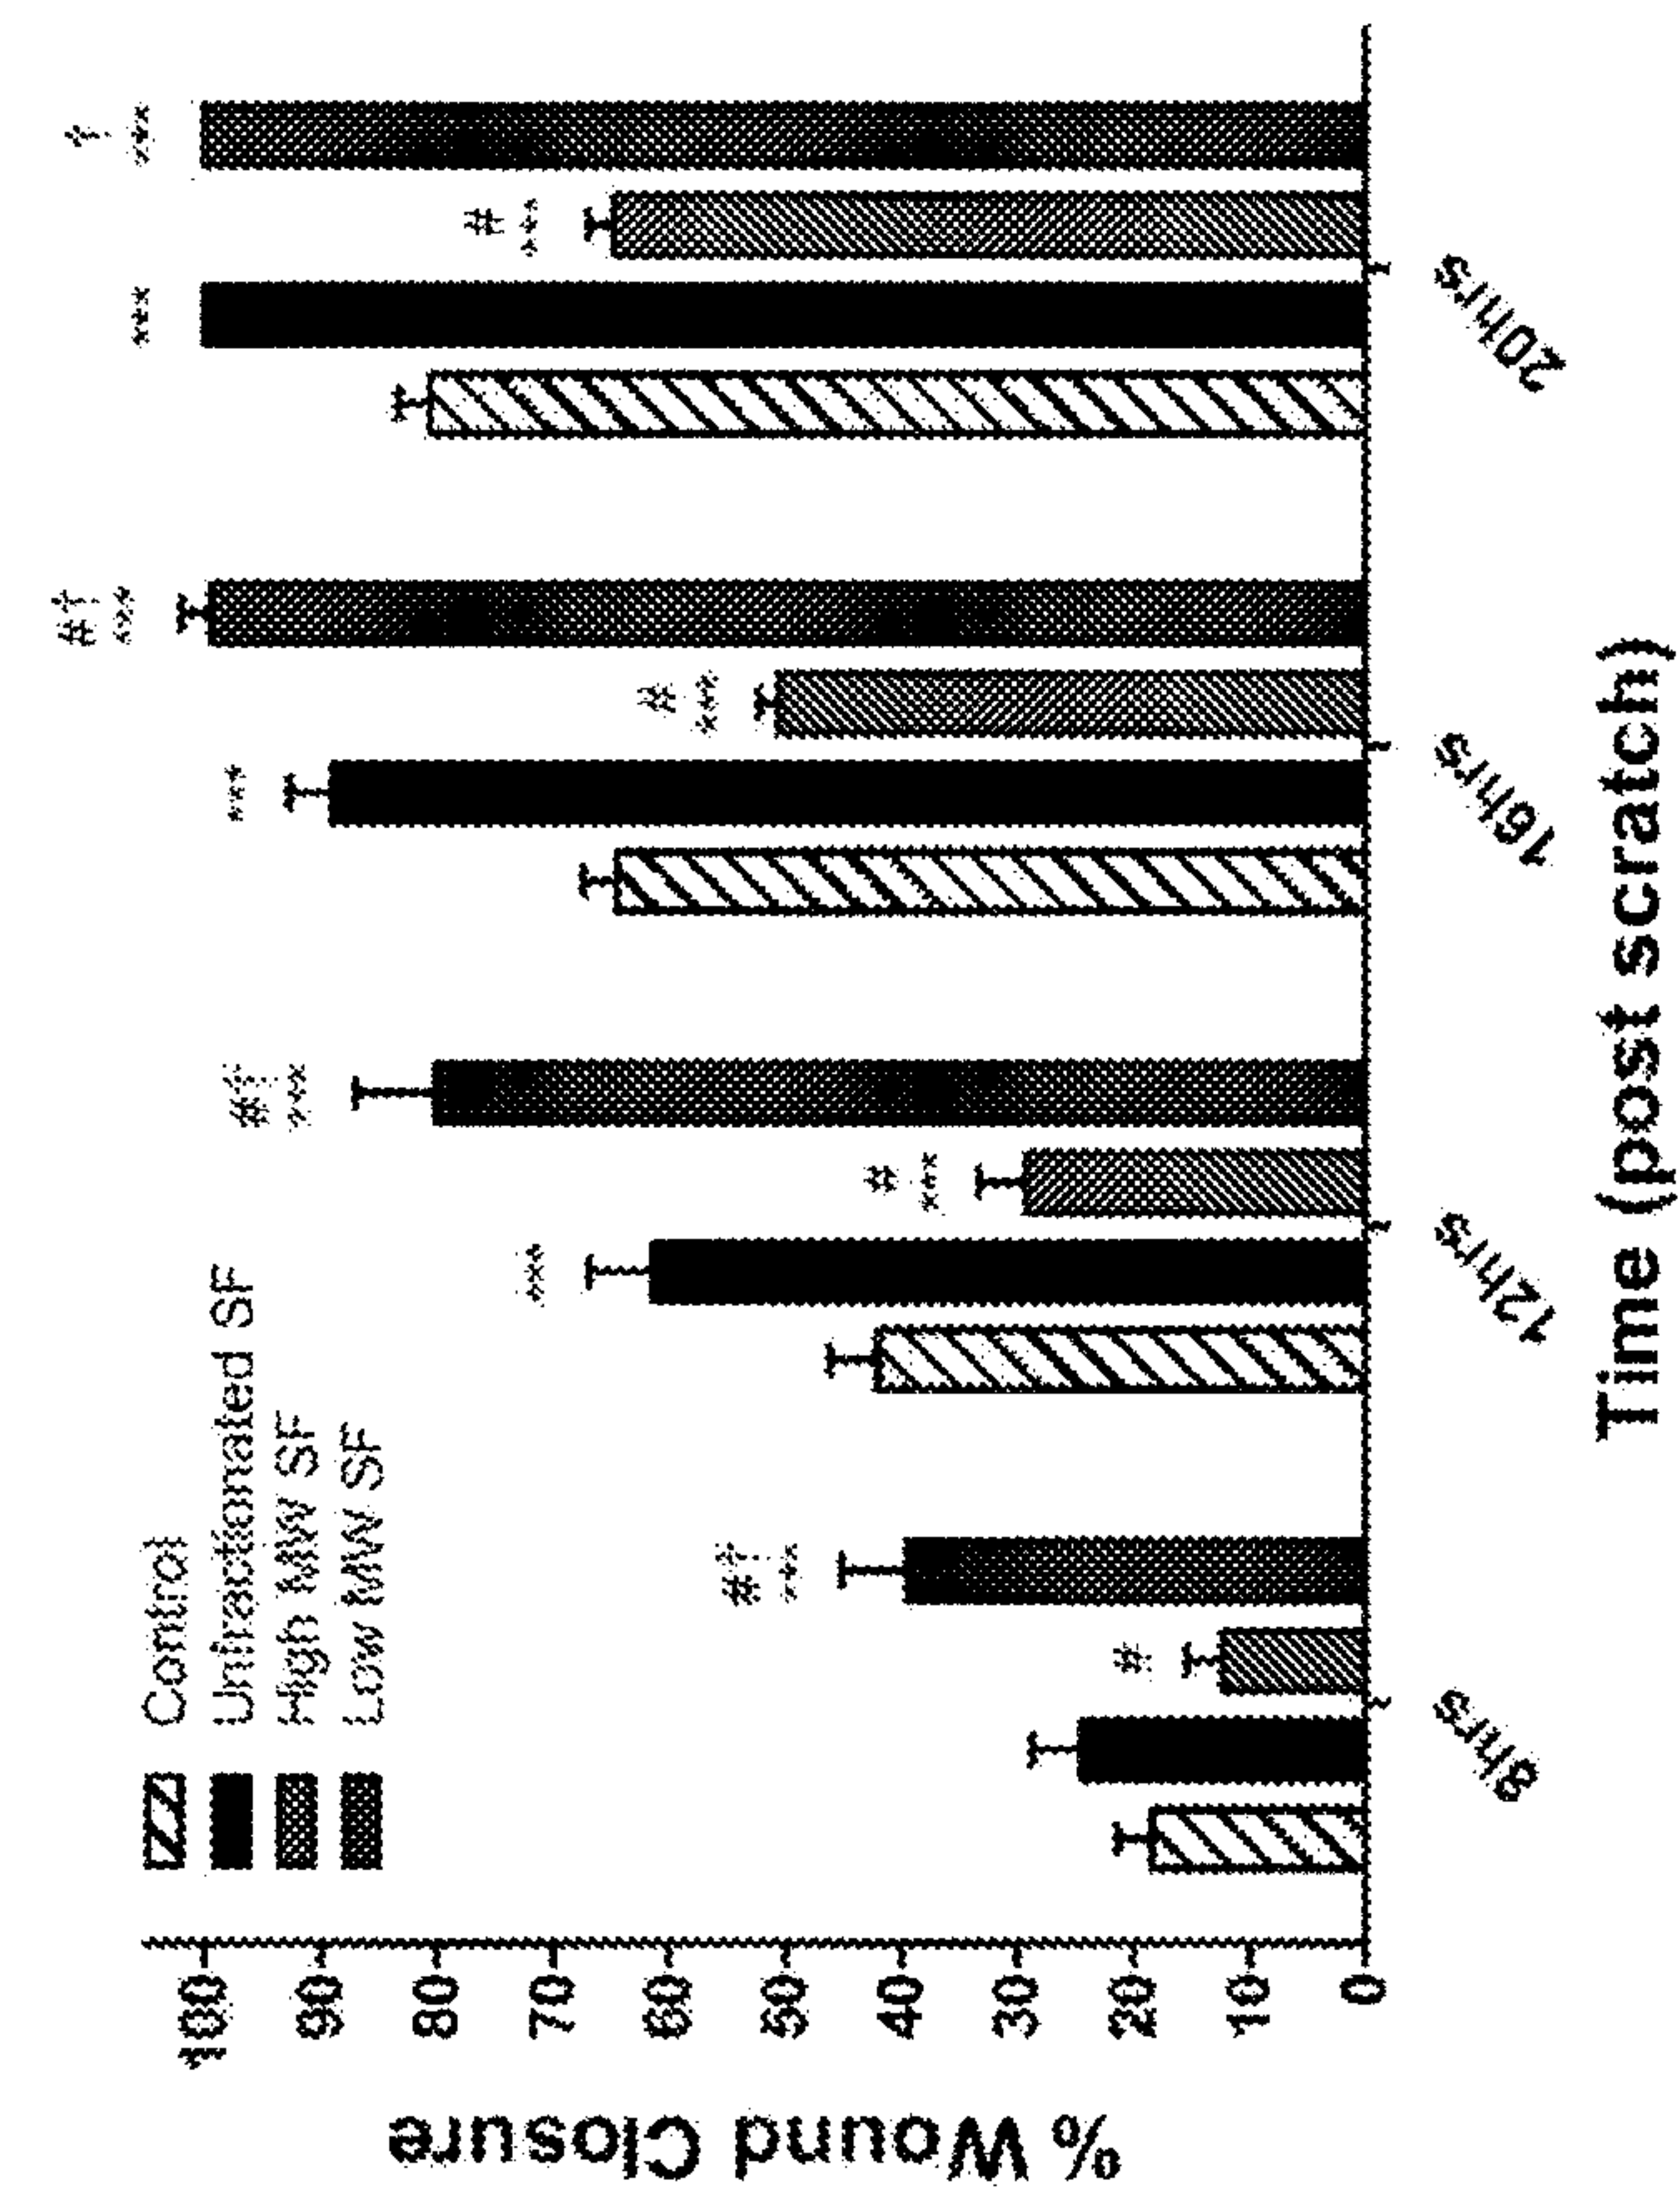 Control
Unfractionated SF
High MW SF
Low MW SF
% Wound Closure
100
90
80
70
60
50
40
30
20
10
0
#
#†
**
***
#
***
#†
***
***
#
***
#†
***
***
#
***
†
***
8hrs
12hrs
16hrs
20hrs
Time (post scratch)